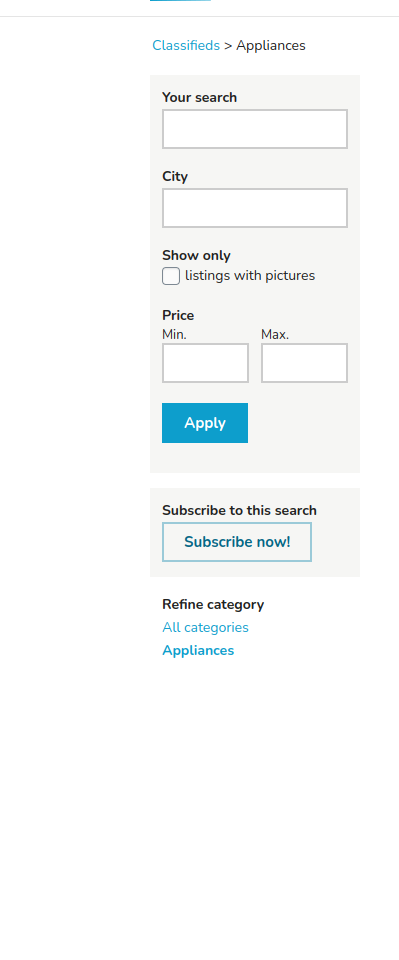 Classifieds > Appliances
Your search
City
Show only
listings with pictures
Price
Min. Max.
Apply
Subscribe to this search
Subscribe now!
Refine category
All categories
Appliances